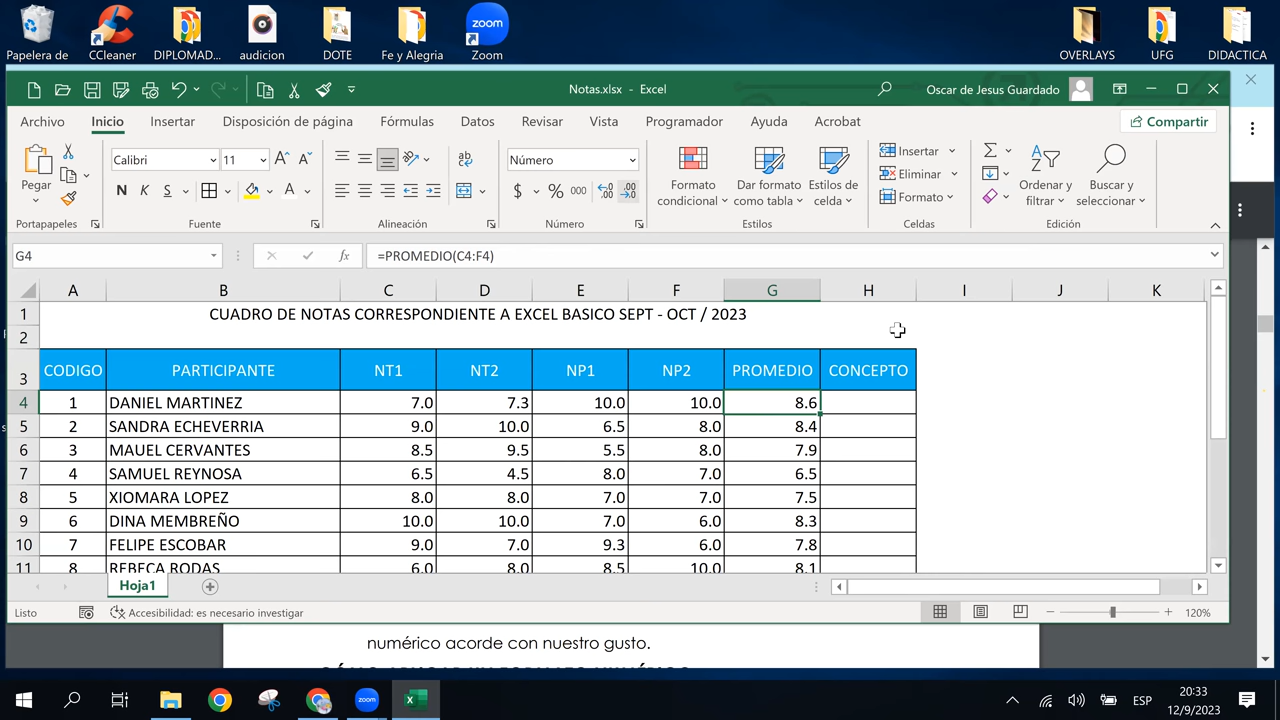 Papelera de
CCleaner
DIPLOMAD...
audicion
DOTE
Fe y Alegria
Zoom
zoom
OVERLAYS
UFG
DIDACTICA
Notas.xlsx - Excel
Oscar de Jesus Guardado
Archivo
Inicio
Insertar
Disposición de página
Fórmulas
Datos
Revisar
Vista
Programador
Ayuda
Acrobat
Compartir
Pegar
Calibri
11
N K S
A
ab
Número
$ % 000
Formato
condicional
Dar formato
como tabla
Estilos de
celda
Insertar
Eliminar
Formato
Ordenar y
filtrar
Buscar y
seleccionar
Portapapeles
Fuente
Alineación
Número
Estilos
Celdas
Edición
G4
fx
=PROMEDIO(C4:F4)
A B C D E F G H I J K
1 CUADRO DE NOTAS CORRESPONDIENTE A EXCEL BASICO SEPT - OCT / 2023
2
3 CODIGO PARTICIPANTE NT1 NT2 NP1 NP2 PROMEDIO CONCEPTO
4 1 DANIEL MARTINEZ 7.0 7.3 10.0 10.0 8.6
5 2 SANDRA ECHEVERRIA 9.0 10.0 6.5 8.0 8.4
6 3 MAUEL CERVANTES 8.5 9.5 5.5 8.0 7.9
7 4 SAMUEL REYNOSA 6.5 4.5 8.0 7.0 6.5
8 5 XIOMARA LOPEZ 8.0 8.0 7.0 7.0 7.5
9 6 DINA MEMBREÑO 10.0 10.0 7.0 6.0 8.3
10 7 FELIPE ESCOBAR 9.0 7.0 9.3 6.0 7.8
11 8 REBECA RODAS 6.0 8.0 8.5 10.0 8.1
Hoja1
Listo
Accesibilidad: es necesario investigar
120%
numérico acorde con nuestro gusto.
CÓMO APLICAR UN FORMATO NUMÉRICO
zoom
ESP
20:33
12/9/2023